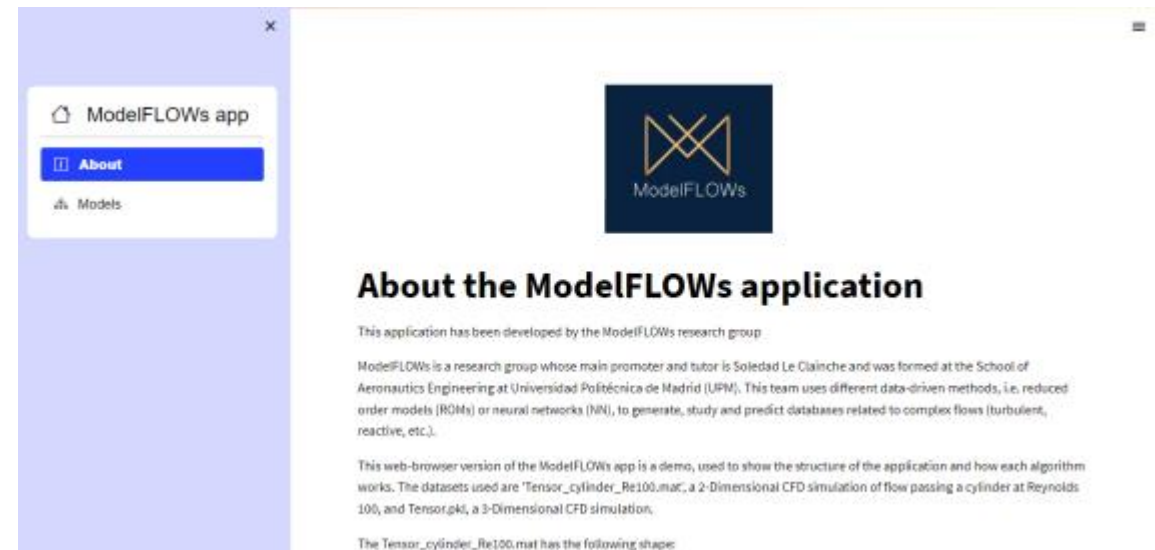 ×
≡
ModelFLOWs app
About
Models
ModelFLOWs
About the ModelFLOWs application
This application has been developed by the ModelFLOWs research group
ModelFLOWs is a research group whose main promoter and tutor is Soledad Le Clainche and was formed at the School of
Aeronautics Engineering at Universidad Politécnica de Madrid (UPM). This team uses different data-driven methods, i.e. reduced
order models (ROMs) or neural networks (NN), to generate, study and predict databases related to complex flows (turbulent,
reactive, etc.).
This web-browser version of the ModelFLOWs app is a demo, used to show the structure of the application and how each algorithm
works. The datasets used are 'Tensor_cylinder_Re100.mat', a 2-Dimensional CFD simulation of flow passing a cylinder at Reynolds
100, and Tensor.pkl, a 3-Dimensional CFD simulation.
The Tensor_cylinder_Re100.mat has the following shape: